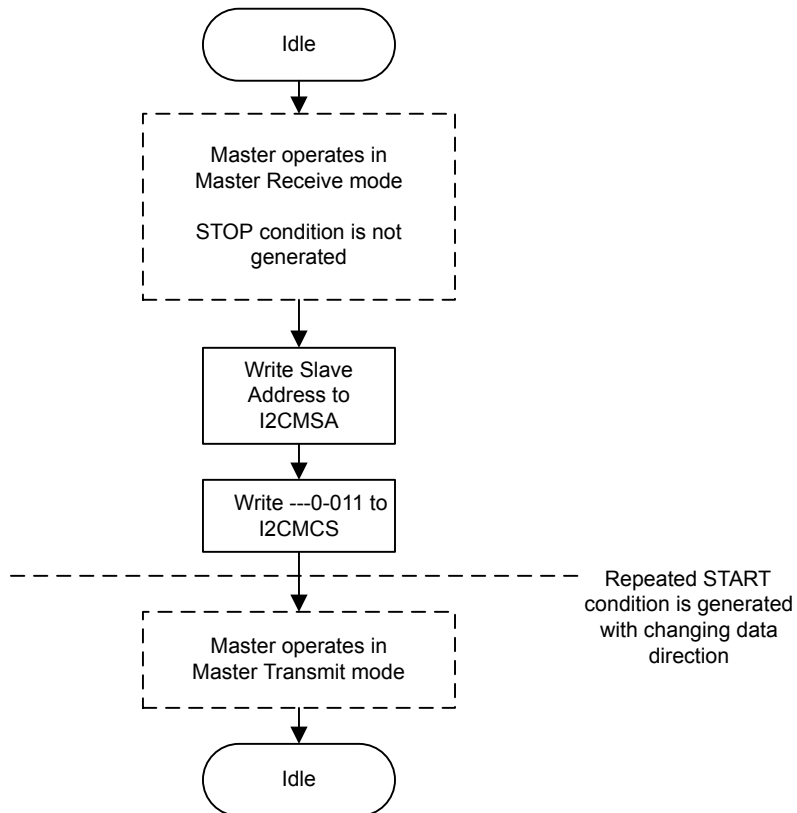 Idle
Master operates in
Master Receive mode
STOP condition is not
generated
Write Slave
Address to
I2CMSA
Write ---0-011 to
I2CMCS
Repeated START
condition is generated
with changing data
direction
Master operates in
Master Transmit mode
Idle